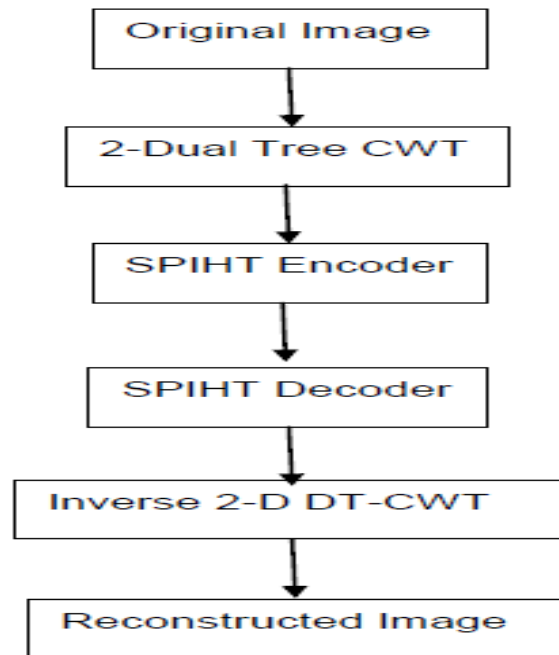 Original Image
2-Dual Tree CWT
SPIHT Encoder
SPIHT Decoder
Inverse 2-D DT-CWT
Reconstructed Image